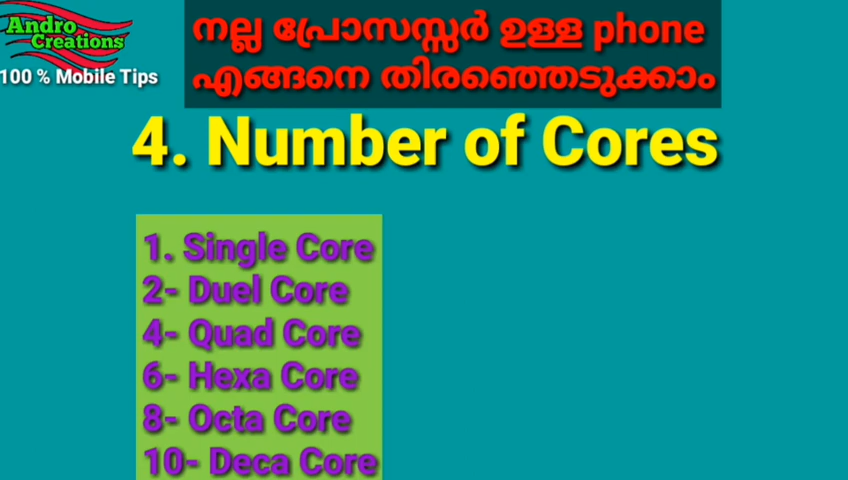 Andro
Creations
100 % Mobile Tips
നല്ല പ്രോസസ്സർ ഉള്ള phone
എങ്ങനെ തിരഞ്ഞെടുക്കാം
4. Number of Cores
1. Single Core
2- Duel Core
4- Quad Core
6- Hexa Core
8- Octa Core
10- Deca Core